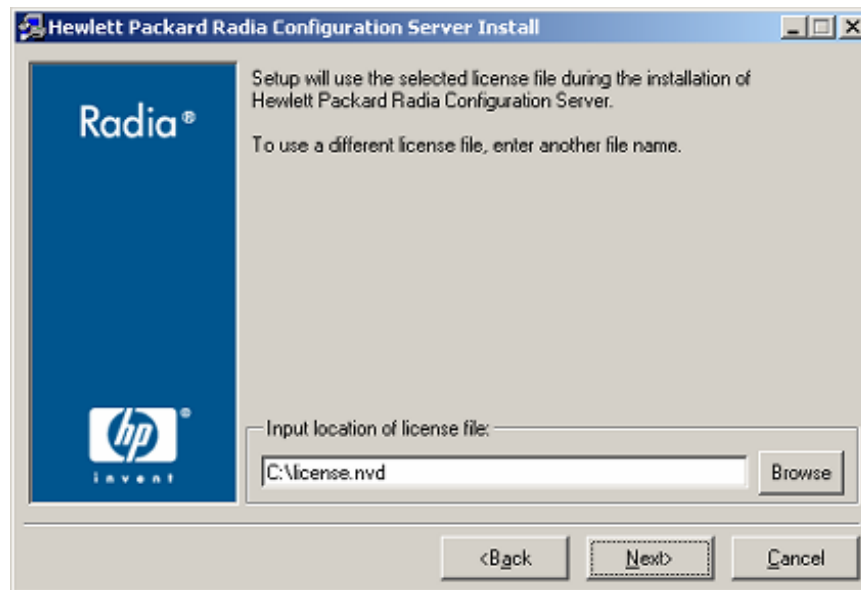 Hewlett Packard Radia Configuration Server Install
Radia®
Setup will use the selected license file during the installation of
Hewlett Packard Radia Configuration Server.
To use a different license file, enter another file name.
hp®
invent
Input location of license file:
C:\license.nvd
Browse
<Back
Next>
Cancel